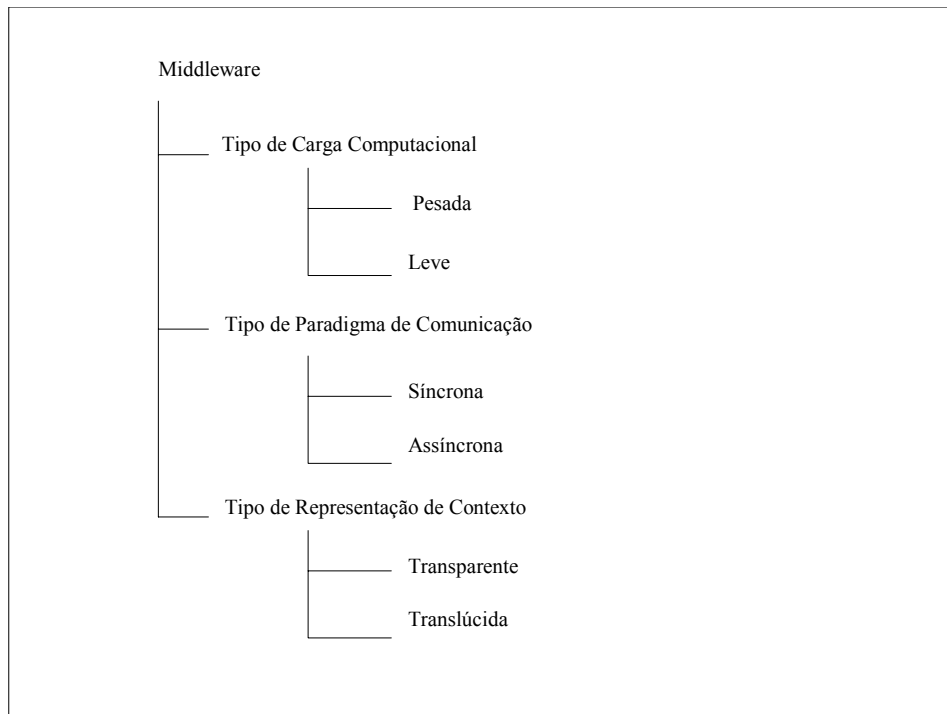 Middleware
Tipo de Carga Computacional
Pesada
Leve
Tipo de Paradigma de Comunicação
Síncrona
Assíncrona
Tipo de Representação de Contexto
Transparente
Translúcida